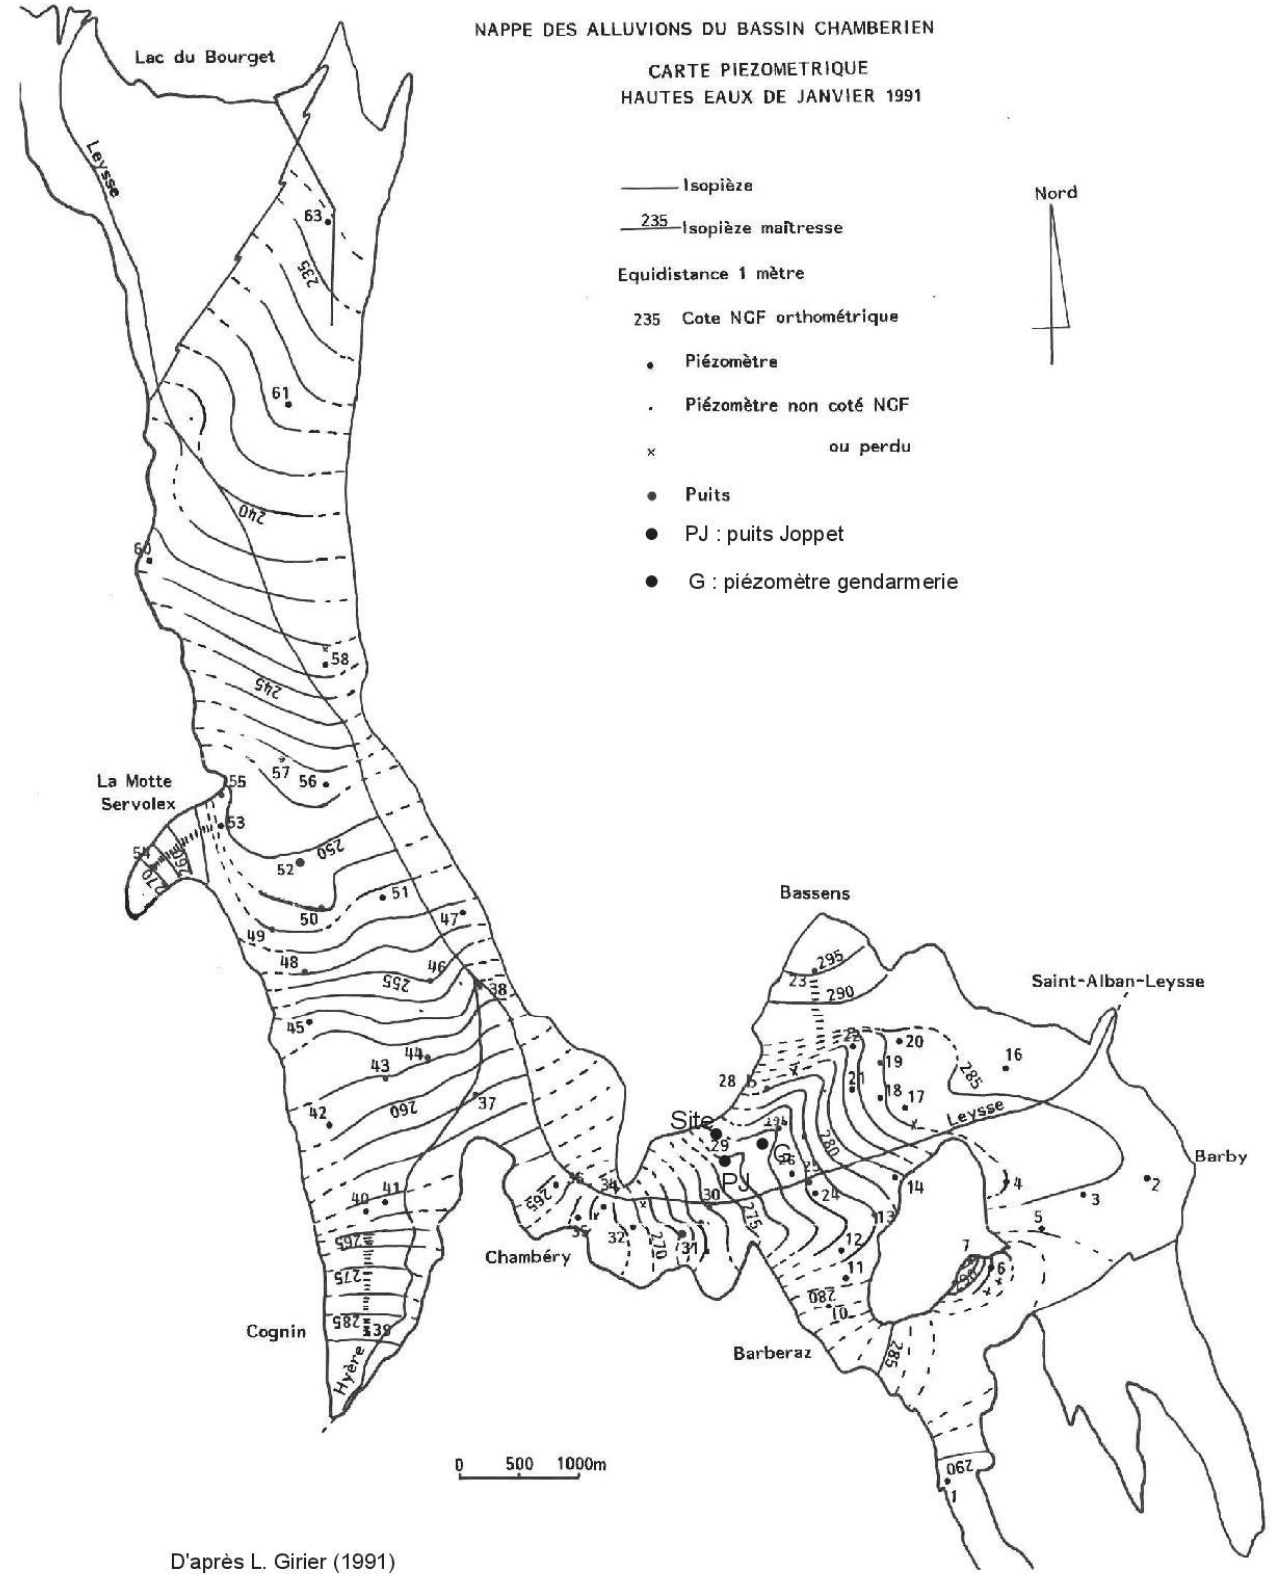 NAPPE DES ALLUVIONS DU BASSIN CHAMBERIEN
CARTE PIEZOMETRIQUE
HAUTES EAUX DE JANVIER 1991
Lac du Bourget
Leysse
Isopièze
235 Isopièze maîtresse
Equidistance 1 mètre
235 Cote NGF orthométrique
Piézomètre
Piézomètre non coté NGF
x ou perdu
Puits
PJ : puits Joppet
G : piézomètre gendarmerie
Nord
63
235
61
240
60
58
245
57
56
La Motte
Servolex
55
53
54
260
270
250
52
51
50
49
47
48
46
255
38
45
44
43
42
260
37
41
40
265
275
285
39
Cognin
Hyère
Bassens
295
23
290
Saint-Alban-Leysse
22
20
19
16
285
28
21
18
17
Leysse
Site
29
G
280
PJ
26
25
24
14
4
3
2
Barby
Chambéry
265
36
34
35
32
270
31
30
275
13
12
11
280
10
5
7
6
290
Barberaz
285
290
1
0 500 1000m
D'après L. Girier (1991)